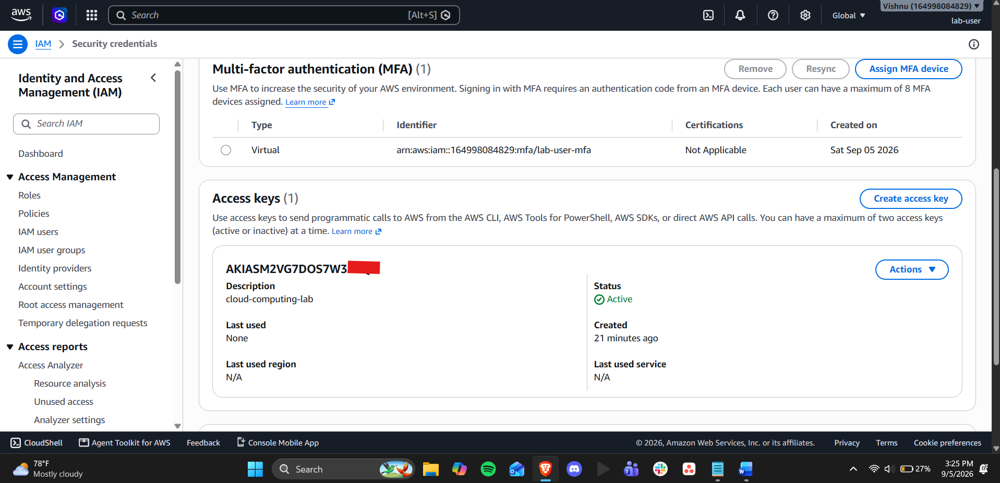 aws
Search
[Alt+S]
Global
Vishnu (164998084829)
lab-user
IAM
Security credentials
Identity and Access
Management (IAM)
Search IAM
Dashboard
Access Management
Roles
Policies
IAM users
IAM user groups
Identity providers
Account settings
Root access management
Temporary delegation requests
Access reports
Access Analyzer
Resource analysis
Unused access
Analyzer settings
Multi-factor authentication (MFA) (1)
Remove
Resync
Assign MFA device
Use MFA to increase the security of your AWS environment. Signing in with MFA requires an authentication code from an MFA device. Each user can have a maximum of 8 MFA
devices assigned. Learn more
Type Identifier Certifications Created on
Virtual arn:aws:iam::164998084829:mfa/lab-user-mfa Not Applicable Sat Sep 05 2026
Access keys (1)
Create access key
Use access keys to send programmatic calls to AWS from the AWS CLI, AWS Tools for PowerShell, AWS SDKs, or direct AWS API calls. You can have a maximum of two access keys
(active or inactive) at a time. Learn more
AKIASM2VG7DOS7W3
Actions
Description
cloud-computing-lab
Status
Active
Last used
None
Created
21 minutes ago
Last used region
N/A
Last used service
N/A
CloudShell
Agent Toolkit for AWS
Feedback
Console Mobile App
© 2026, Amazon Web Services, Inc. or its affiliates.
Privacy
Terms
Cookie preferences
78°F
Mostly cloudy
Search
27%
3:25 PM
9/5/2026